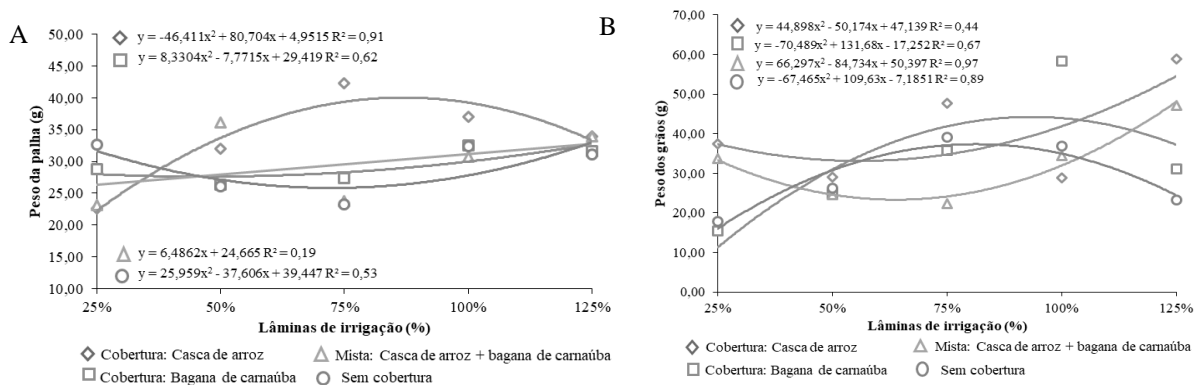 A
Peso da palha (g)
50,00
45,00
40,00
35,00
30,00
25,00
20,00
15,00
10,00
y = -46,411x² + 80,704x + 4,9515 R² = 0,91
y = 8,3304x² - 7,7715x + 29,419 R² = 0,62
y = 6,4862x + 24,665 R² = 0,19
y = 25,959x² - 37,606x + 39,447 R² = 0,53
25% 50% 75% 100% 125%
Lâminas de irrigação (%)
Cobertura: Casca de arroz Mista: Casca de arroz + bagana de carnaúba
Cobertura: Bagana de carnaúba Sem cobertura
B
Peso dos grãos (g)
70,00
60,00
50,00
40,00
30,00
20,00
10,00
0,00
y = 44,898x² - 50,174x + 47,139 R² = 0,44
y = -70,489x² + 131,68x - 17,252 R² = 0,67
y = 66,297x² - 84,734x + 50,397 R² = 0,97
y = -67,465x² + 109,63x - 7,1851 R² = 0,89
25% 50% 75% 100% 125%
Lâminas de irrigação (%)
Cobertura: Casca de arroz Mista: Casca de arroz + bagana de carnaúba
Cobertura: Bagana de carnaúba Sem cobertura